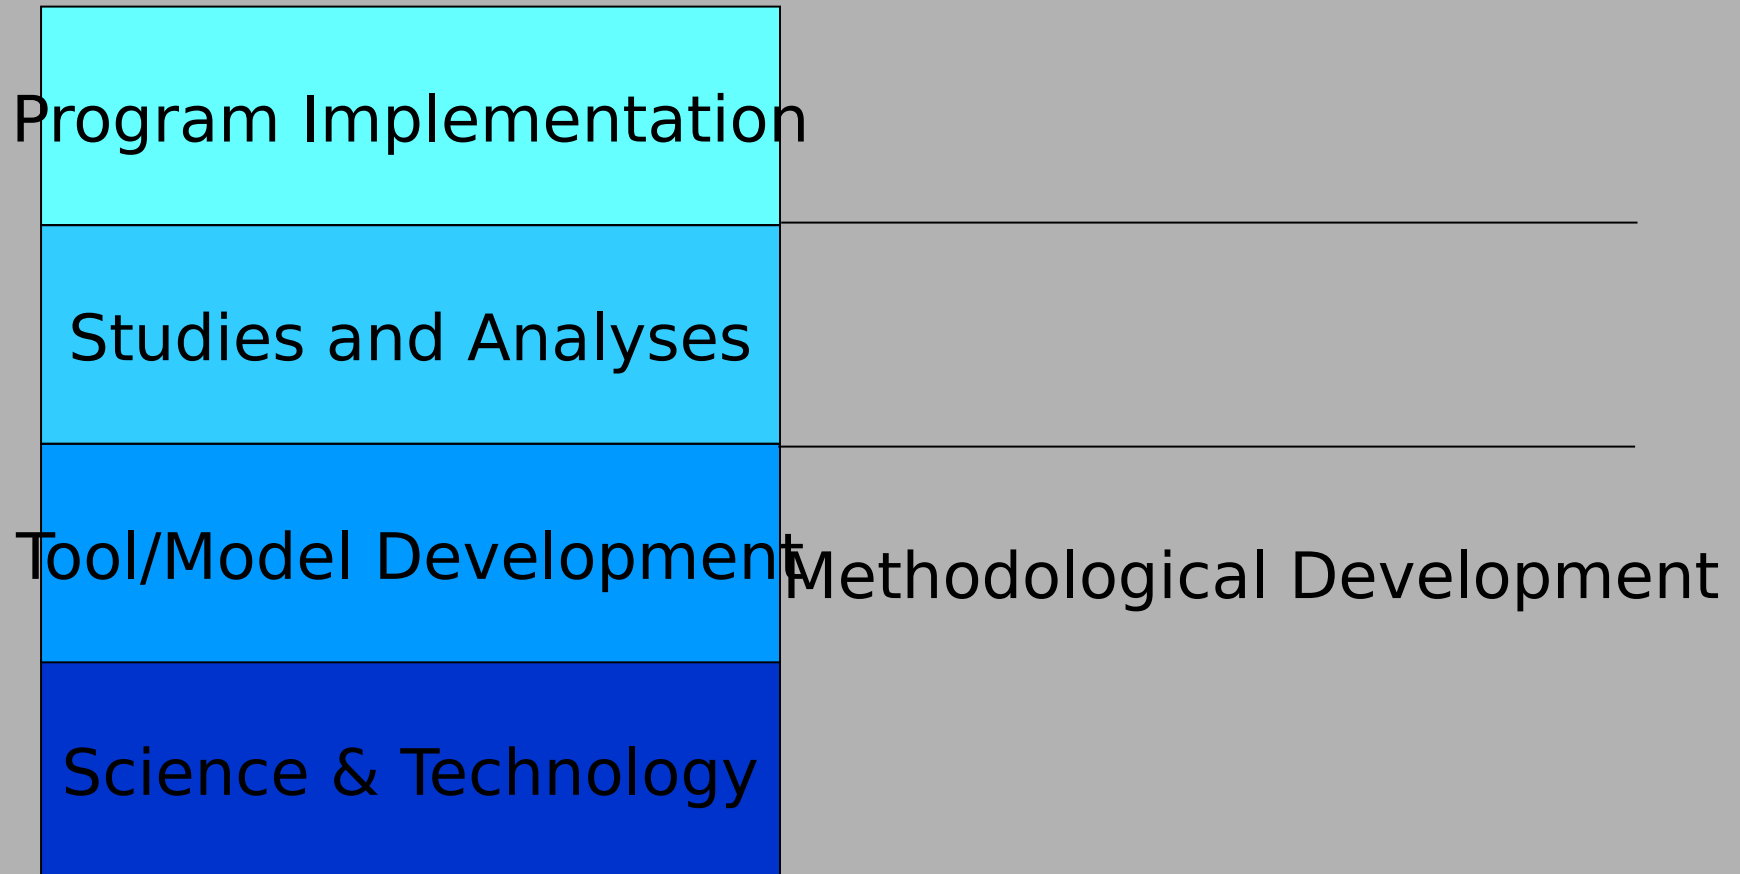 Program Implementation
Studies and Analyses
Tool/Model Development
Methodological Development
Science & Technology